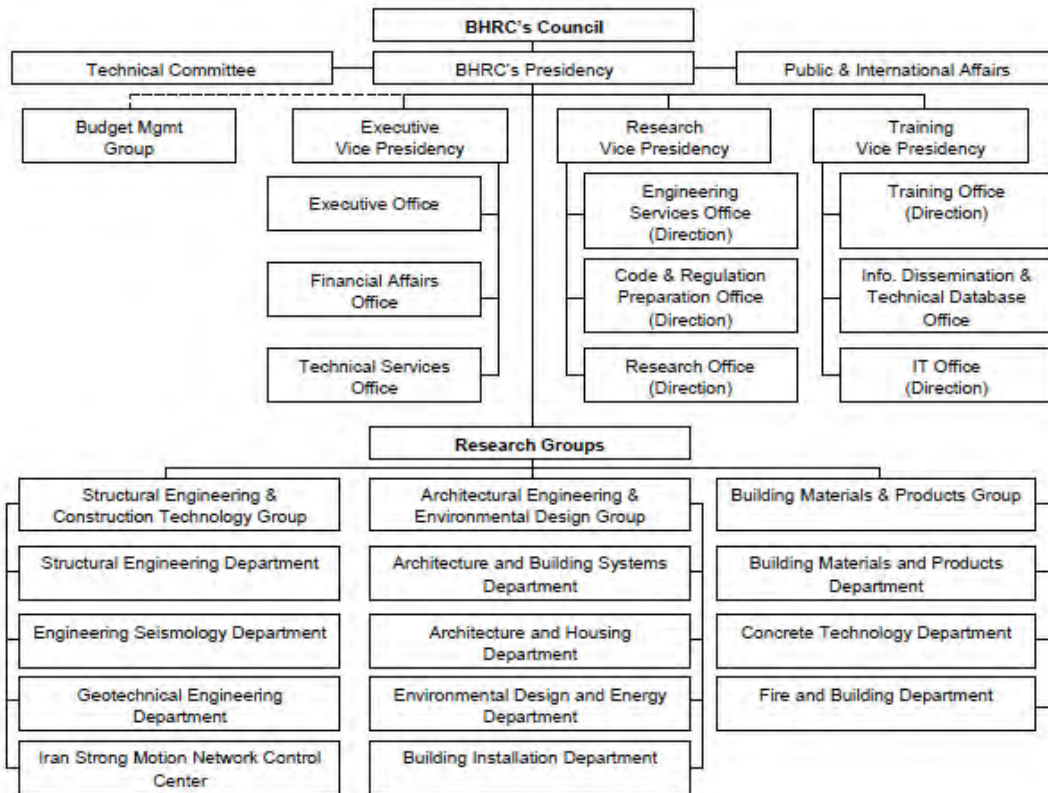 BHRC's Council
Technical Committee
BHRC's Presidency
Public & International Affairs
Budget Mgmt
Group
Executive
Vice Presidency
Research
Vice Presidency
Training
Vice Presidency
Executive Office
Engineering
Services Office
(Direction)
Training Office
(Direction)
Financial Affairs
Office
Code & Regulation
Preparation Office
(Direction)
Info. Dissemination &
Technical Database
Office
Technical Services
Office
Research Office
(Direction)
IT Office
(Direction)
Research Groups
Structural Engineering &
Construction Technology Group
Architectural Engineering &
Environmental Design Group
Building Materials & Products Group
Structural Engineering Department
Architecture and Building Systems
Department
Building Materials and Products
Department
Engineering Seismology Department
Architecture and Housing
Department
Concrete Technology Department
Geotechnical Engineering
Department
Environmental Design and Energy
Department
Fire and Building Department
Iran Strong Motion Network Control
Center
Building Installation Department